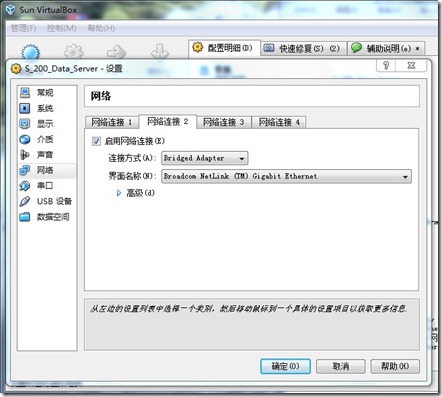 Sun VirtualBox
管理(F) 控制(M) 帮助(H)
配置明细(D) 快速修复(S) (2) 辅助说明(a) *
S_200_Data_Server - 设置
常规
系统
显示
介质
声音
网络
串口
USB 设备
数据空间
网络
网络连接 1 网络连接 2 网络连接 3 网络连接 4
启用网络连接(E)
连接方式(A): Bridged Adapter
界面名称(N): Broadcom NetLink (TM) Gigabit Ethernet
高级(d)
从左边的设置列表中选择一个类别，然后移动鼠标到一个具体的设置项目以获取更多信息.
确定(O) 取消 帮助(H)